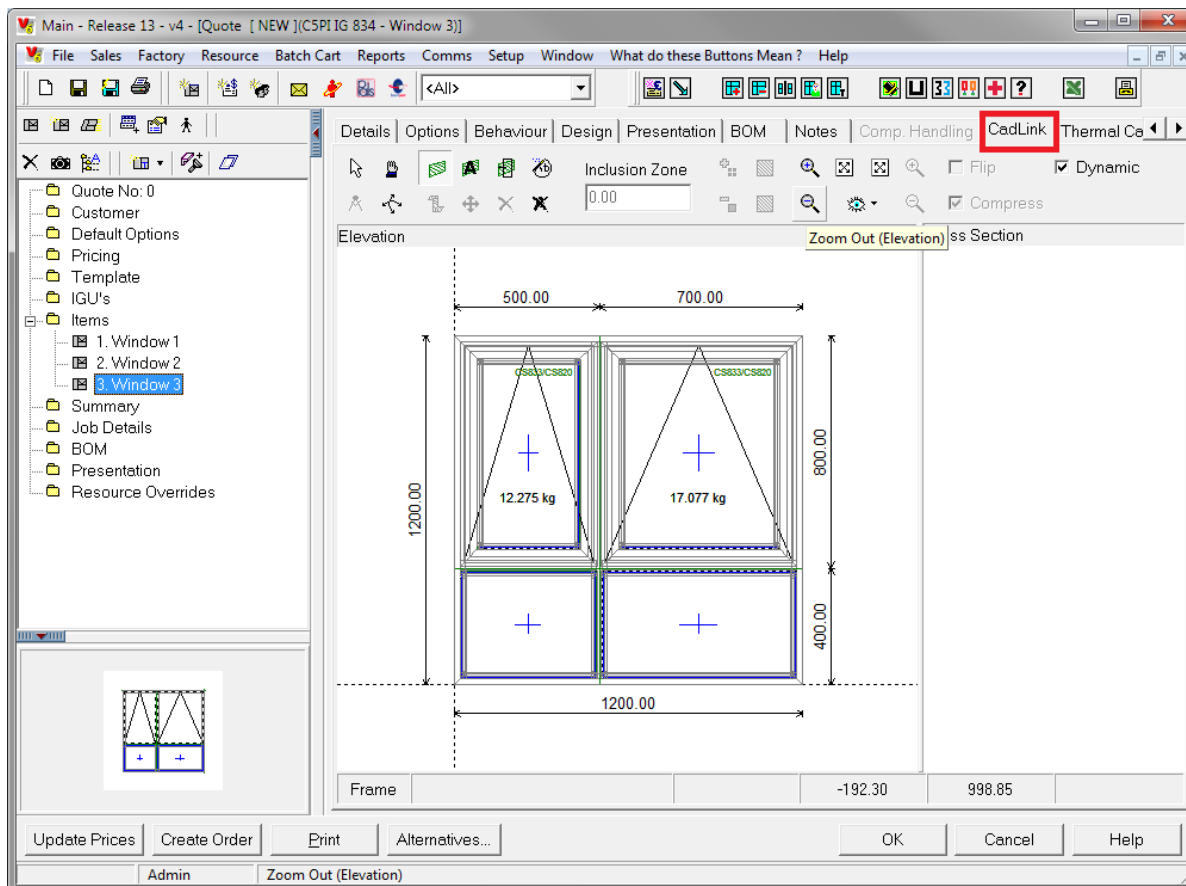 Main - Release 13 - v4 - [Quote [ NEW ](C5PI IG 834 - Window 3)]
File Sales Factory Resource Batch Cart Reports Comms Setup Window What do these Buttons Mean ? Help
<All>
33
Details Options Behaviour Design Presentation BOM Notes Comp. Handling CadLink Thermal Ca
Inclusion Zone
Flip
Dynamic
0.00
Compress
Elevation
Zoom Out (Elevation)
ss Section
Quote No: 0
Customer
Default Options
Pricing
Template
IGU's
Items
1. Window 1
2. Window 2
3. Window 3
Summary
Job Details
BOM
Presentation
Resource Overrides
500.00
700.00
CS833/CS820
CS833/CS820
800.00
1200.00
12.275 kg
17.077 kg
400.00
1200.00
Frame
-192.30
998.85
Update Prices
Create Order
Print
Alternatives...
OK
Cancel
Help
Admin
Zoom Out (Elevation)